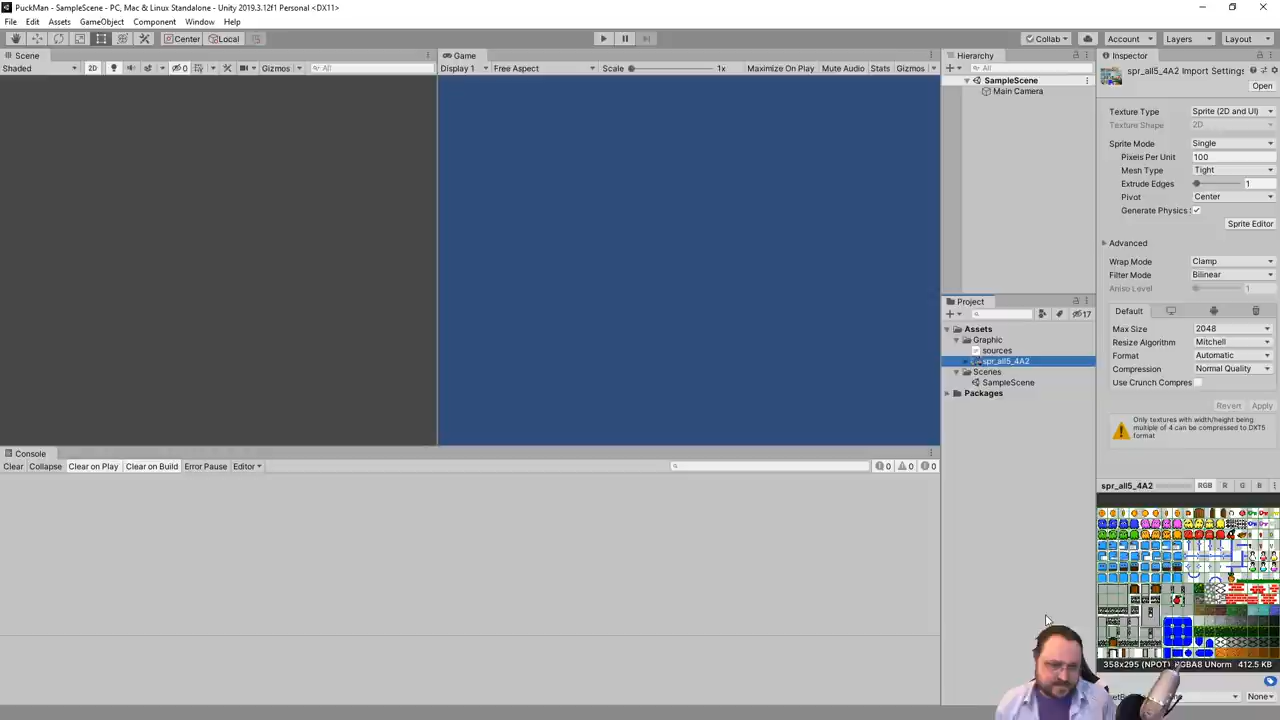 PuckMan - SampleScene - PC, Mac & Linux Standalone - Unity 2019.3.12f1 Personal <DX11>
File Edit Assets GameObject Component Window Help
Center Local Collab Account Layers Layout
Scene
Shaded 2D 0 Gizmos All
Game
Display 1 Free Aspect Scale 1x Maximize On Play Mute Audio Stats Gizmos
Hierarchy
All
SampleScene
Main Camera
Project
17
Assets
Graphic
sources
spr_all5_4A2
Scenes
SampleScene
Packages
Inspector
spr_all5_4A2 Import Settings
Open
Texture Type Sprite (2D and UI)
Texture Shape 2D
Sprite Mode Single
Pixels Per Unit 100
Mesh Type Tight
Extrude Edges 1
Pivot Center
Generate Physics
Sprite Editor
Advanced
Wrap Mode Clamp
Filter Mode Bilinear
Aniso Level 1
Default
Max Size 2048
Resize Algorithm Mitchell
Format Automatic
Compression Normal Quality
Use Crunch Compres
Revert Apply
Only textures with width/height being
multiple of 4 can be compressed to DXT5
format
spr_all5_4A2 RGB R G B
358x295 (NPOT) RGBA8 UNorm 412.5 KB
None
Console
Clear Collapse Clear on Play Clear on Build Error Pause Editor 0 0 0